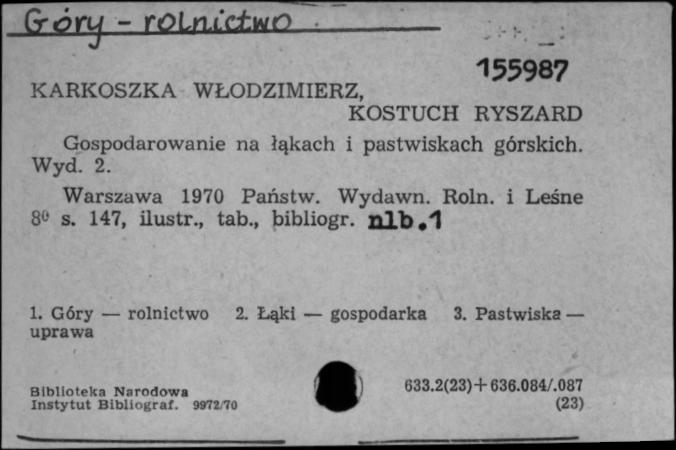 Góry - rolnictwo
155987
KARKOSZKA WŁODZIMIERZ,
KOSTUCH RYSZARD
Gospodarowanie na łąkach i pastwiskach górskich.
Wyd. 2.
Warszawa 1970 Państw. Wydawn. Roln. i Leśne
8⁰ s. 147, ilustr., tab., bibliogr. nlb.1
1. Góry — rolnictwo 2. Łąki — gospodarka 3. Pastwiska —
uprawa
633.2(23)+636.084/.087
(23)
Biblioteka Narodowa
Instytut Bibliograf. 9972/70